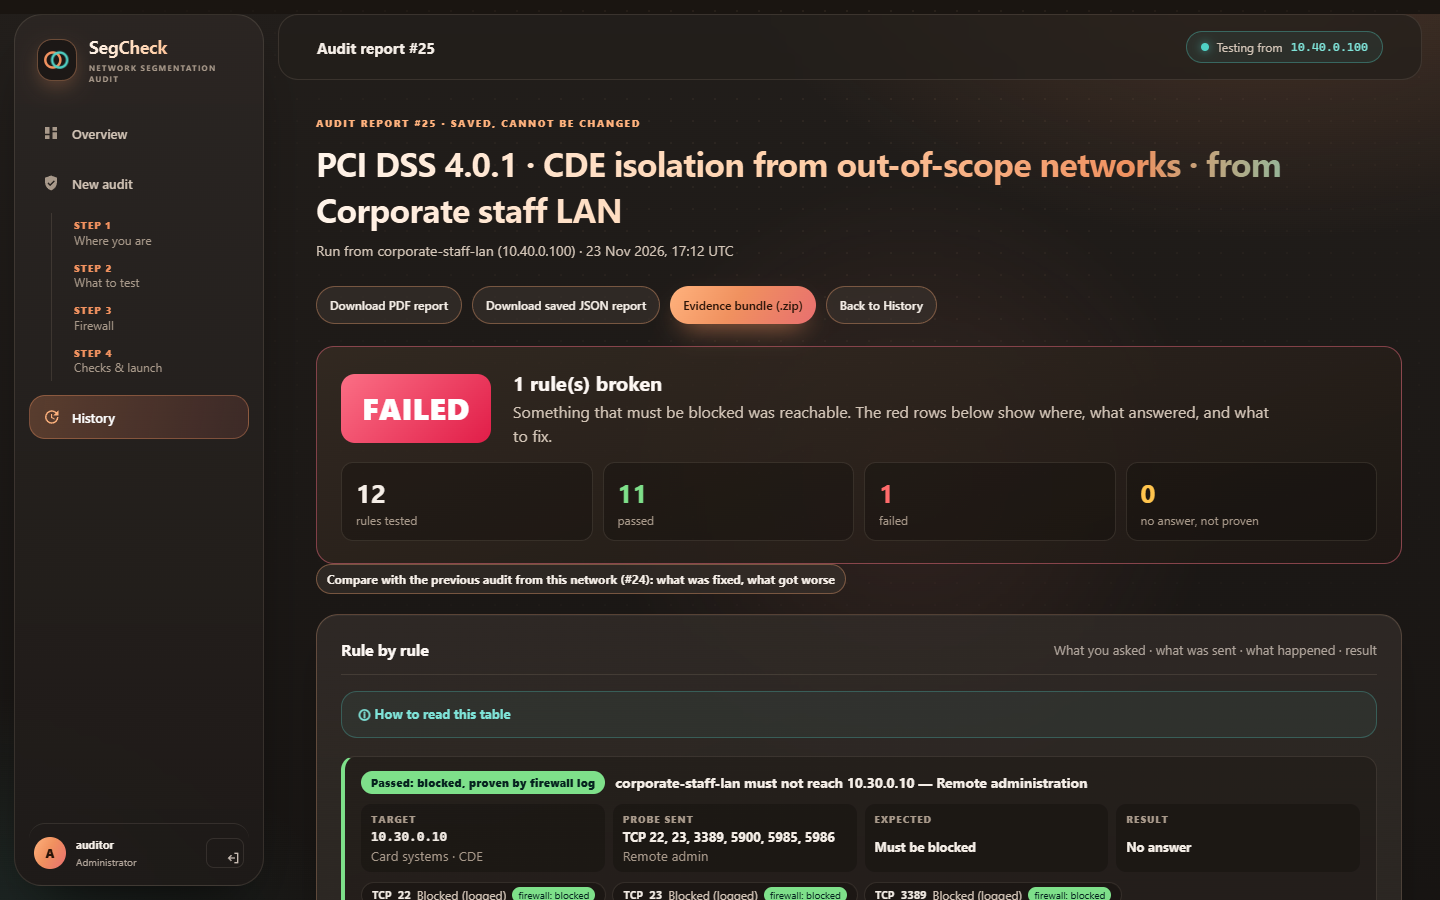 SegCheck
NETWORK SEGMENTATION
AUDIT
Overview
New audit
STEP 1
Where you are
STEP 2
What to test
STEP 3
Firewall
STEP 4
Checks & launch
History
A
auditor
Administrator
Audit report #25
Testing from 10.40.0.100
AUDIT REPORT #25 · SAVED, CANNOT BE CHANGED
PCI DSS 4.0.1 · CDE isolation from out-of-scope networks · from
Corporate staff LAN
Run from corporate-staff-lan (10.40.0.100) · 23 Nov 2026, 17:12 UTC
Download PDF report
Download saved JSON report
Evidence bundle (.zip)
Back to History
FAILED
1 rule(s) broken
Something that must be blocked was reachable. The red rows below show where, what answered, and what
to fix.
12
rules tested
11
passed
1
failed
0
no answer, not proven
Compare with the previous audit from this network (#24): what was fixed, what got worse
Rule by rule
What you asked · what was sent · what happened · result
How to read this table
Passed: blocked, proven by firewall log
corporate-staff-lan must not reach 10.30.0.10 — Remote administration
TARGET
10.30.0.10
Card systems · CDE
PROBE SENT
TCP 22, 23, 3389, 5900, 5985, 5986
Remote admin
EXPECTED
Must be blocked
RESULT
No answer
TCP 22 Blocked (logged) firewall: blocked
TCP 23 Blocked (logged) firewall: blocked
TCP 3389 Blocked (logged) firewall: blocked